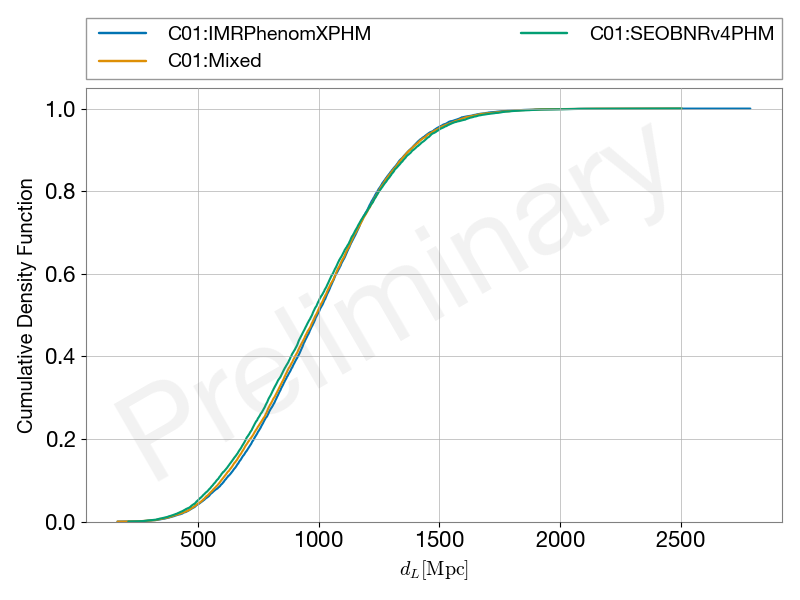 C01:IMRPhenomXPHM
C01:Mixed
C01:SEOBNRv4PHM
Preliminary
Cumulative Density Function
1.0
0.8
0.6
0.4
0.2
0.0
500 1000 1500 2000 2500
d_L[Mpc]